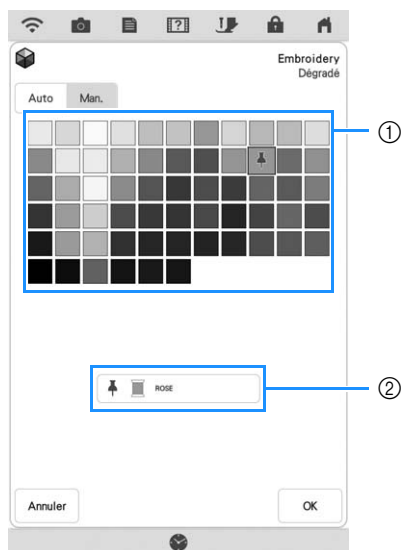 Embroidery
Dégradé
Auto Man.
①
ROSE
②
Annuler OK